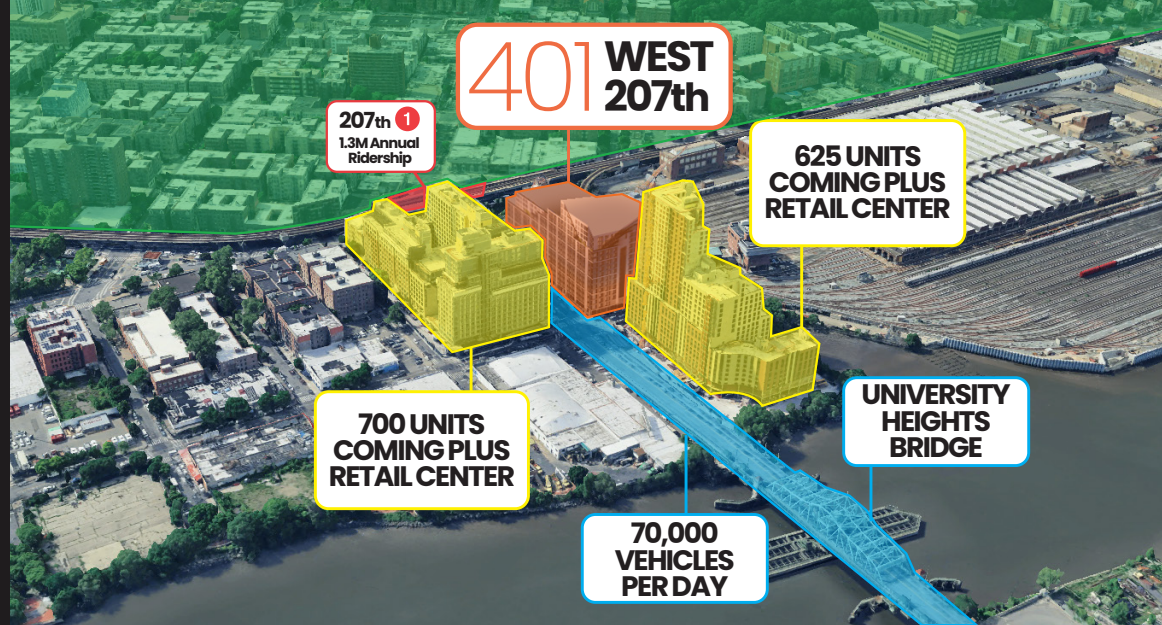 401 WEST
207th
207th 1
1.3M Annual
Ridership
625 UNITS
COMING PLUS
RETAIL CENTER
700 UNITS
COMING PLUS
RETAIL CENTER
UNIVERSITY
HEIGHTS
BRIDGE
70,000
VEHICLES
PER DAY